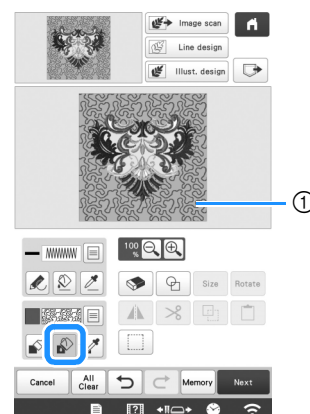 Image scan
Line design
Illust. design
①
100
%
Size Rotate
Cancel
All
Clear
Memory
Next
?